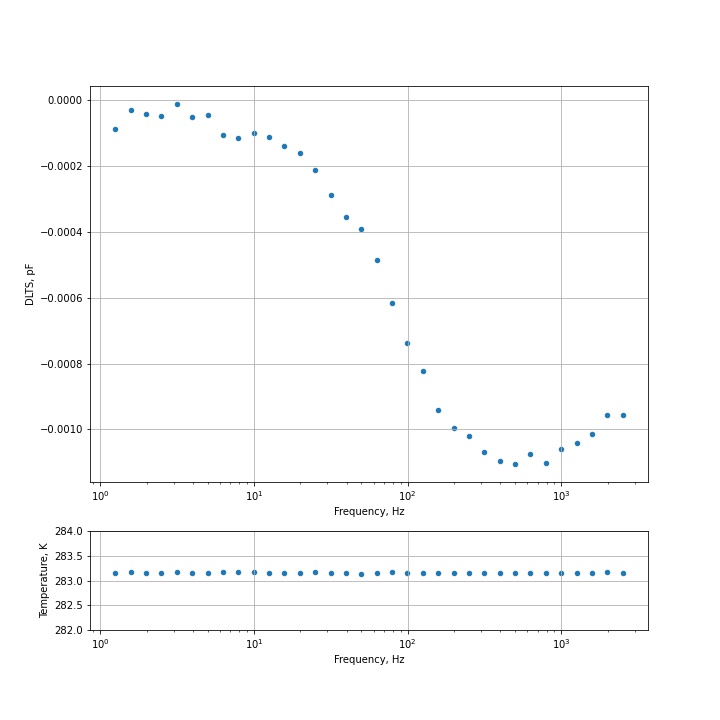 0.0000
−0.0002
−0.0004
−0.0006
−0.0008
−0.0010
DLTS, pF
10⁰ 10¹ 10² 10³
Frequency, Hz
284.0
283.5
283.0
282.5
282.0
Temperature, K
10⁰ 10¹ 10² 10³
Frequency, Hz